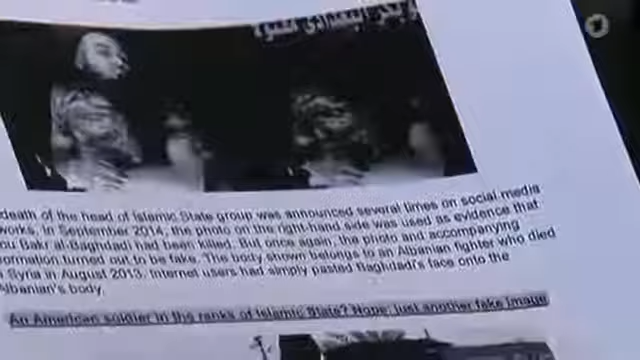 death of the head of Islamic State group was announced several times on social media
works. In September 2014, the photo on the right-hand side was used as evidence that
ou Bakr al-Baghdadi had been killed. But once again, the photo and accompanying
ormation turned out to be fake. The body shown belongs to an Albanian fighter who died
n Syria in August 2013. Internet users had simply pasted Baghdadi's face onto the
Albanian's body.
An American soldier in the ranks of Islamic State? Nope: just another fake image